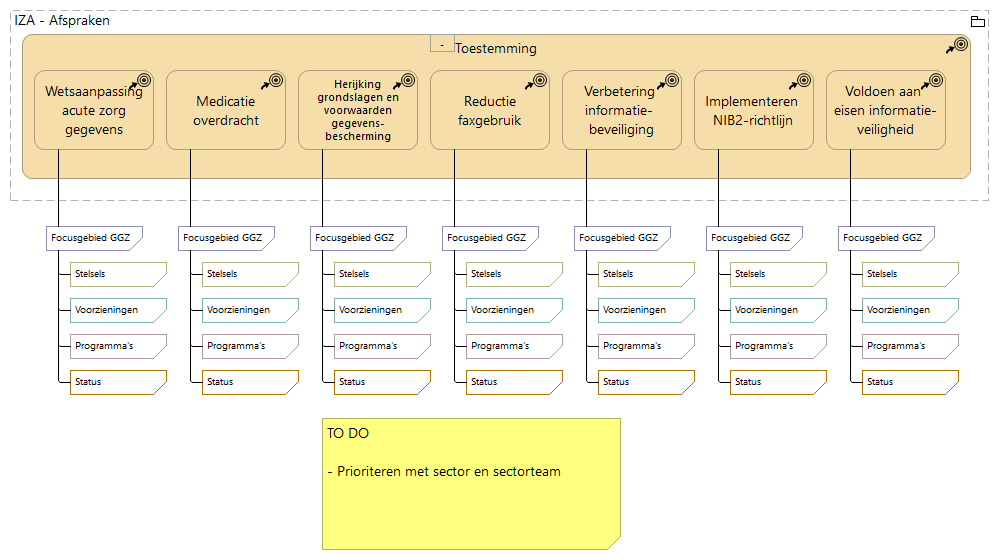 IZA - Afspraken
-
Toestemming
Wetsaanpassing
acute zorg
gegevens
Medicatie
overdracht
Herijking
grondslagen en
voorwaarden
gegevens-
bescherming
Reductie
faxgebruik
Verbetering
informatie-
beveiliging
Implementeren
NIB2-richtlijn
Voldoen aan
eisen informatie-
veiligheid
Focusgebied GGZ
Focusgebied GGZ
Focusgebied GGZ
Focusgebied GGZ
Focusgebied GGZ
Focusgebied GGZ
Focusgebied GGZ
Stelsels
Stelsels
Stelsels
Stelsels
Stelsels
Stelsels
Stelsels
Voorzieningen
Voorzieningen
Voorzieningen
Voorzieningen
Voorzieningen
Voorzieningen
Voorzieningen
Programma's
Programma's
Programma's
Programma's
Programma's
Programma's
Programma's
Status
Status
Status
Status
Status
Status
Status
TO DO
- Prioriteren met sector en sectorteam